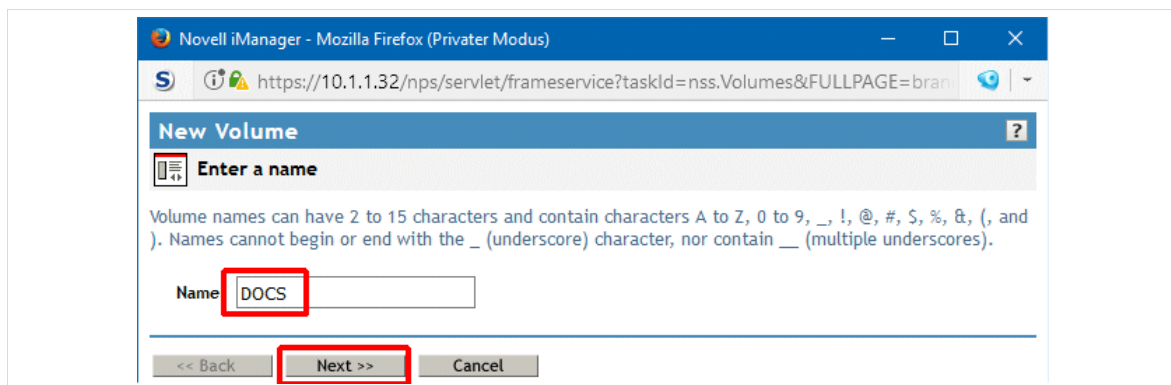 Novell iManager - Mozilla Firefox (Privater Modus)
https://10.1.1.32/nps/servlet/frameservice?taskId=nss.Volumes&FULLPAGE=bran
New Volume
?
Enter a name
Volume names can have 2 to 15 characters and contain characters A to Z, 0 to 9, _, !, @, #, $, %, &, (, and
). Names cannot begin or end with the _ (underscore) character, nor contain __ (multiple underscores).
Name DOCS
<< Back Next >> Cancel